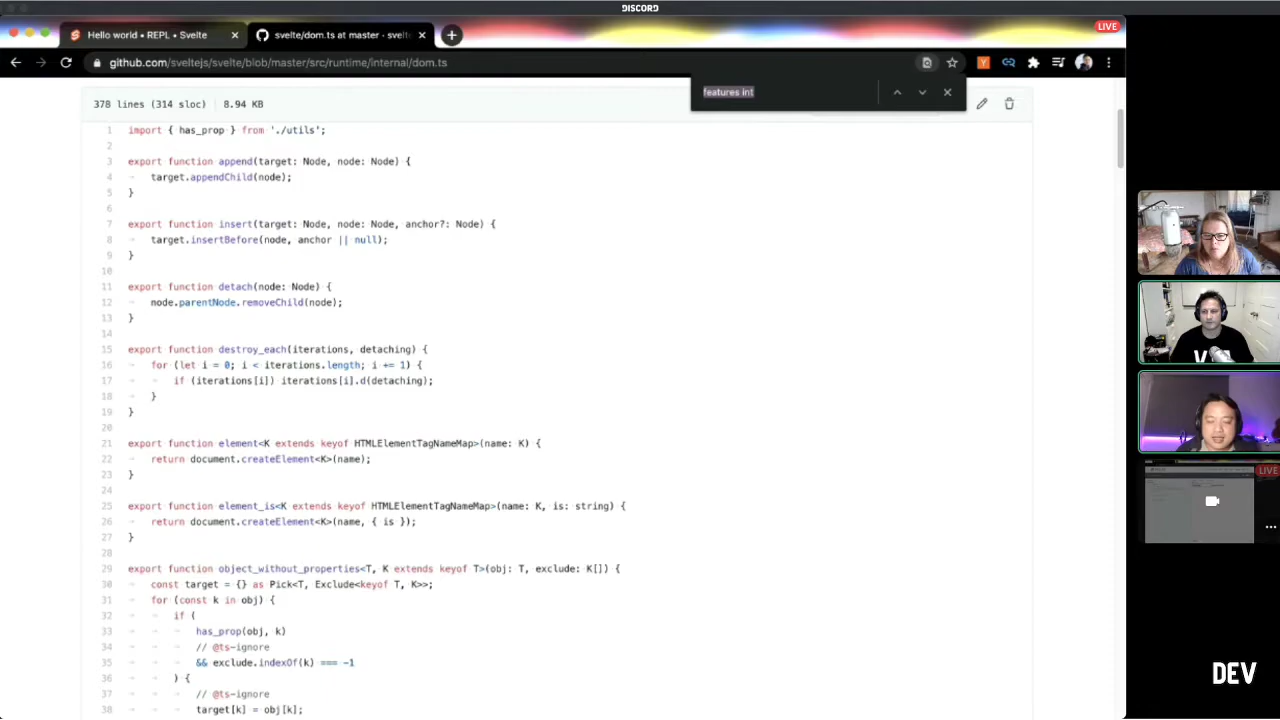 DISCORD
Hello world • REPL • Svelte
svelte/dom.ts at master · svelte
LIVE
github.com/sveltejs/svelte/blob/master/src/runtime/internal/dom.ts
features int
378 lines (314 sloc) 8.94 KB
1 import { has_prop } from './utils';
2
3 export function append(target: Node, node: Node) {
4 target.appendChild(node);
5 }
6
7 export function insert(target: Node, node: Node, anchor?: Node) {
8 target.insertBefore(node, anchor || null);
9 }
10
11 export function detach(node: Node) {
12 node.parentNode.removeChild(node);
13 }
14
15 export function destroy_each(iterations, detaching) {
16 for (let i = 0; i < iterations.length; i += 1) {
17 if (iterations[i]) iterations[i].d(detaching);
18 }
19 }
20
21 export function element<K extends keyof HTMLElementTagNameMap>(name: K) {
22 return document.createElement<K>(name);
23 }
24
25 export function element_is<K extends keyof HTMLElementTagNameMap>(name: K, is: string) {
26 return document.createElement<K>(name, { is });
27 }
28
29 export function object_without_properties<T, K extends keyof T>(obj: T, exclude: K[]) {
30 const target = {} as Pick<T, Exclude<keyof T, K>>;
31 for (const k in obj) {
32 if (
33 has_prop(obj, k)
34 // @ts-ignore
35 && exclude.indexOf(k) === -1
36 ) {
37 // @ts-ignore
38 target[k] = obj[k];
LIVE
DEV